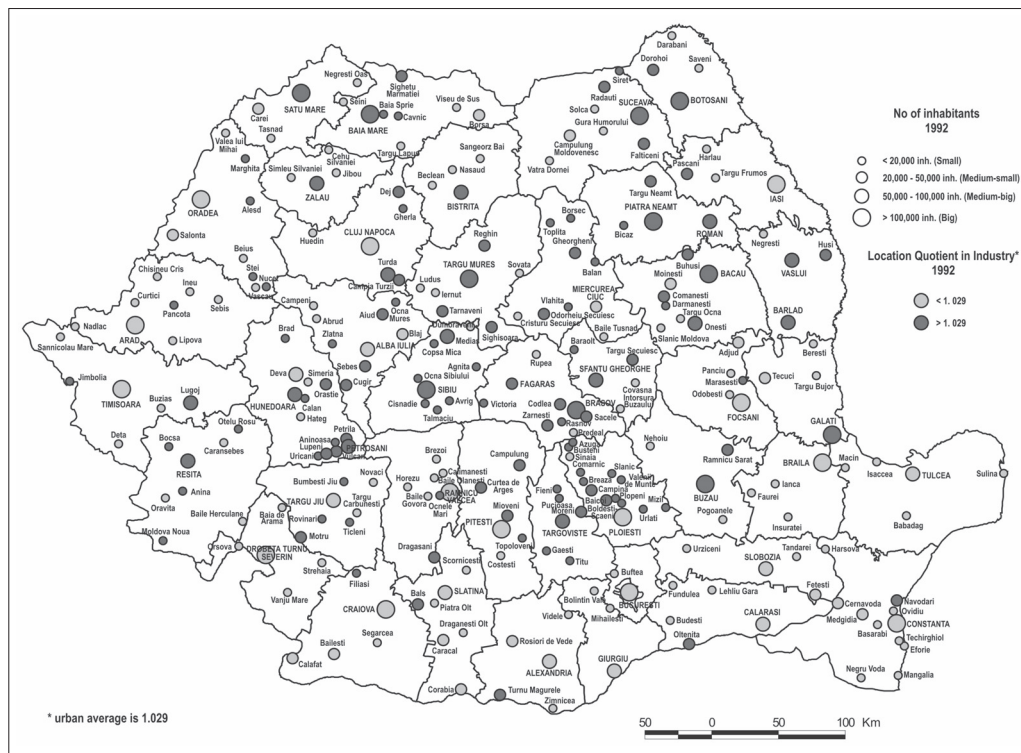 Darabani
Dorohoi
Saveni
Siret
Negresti Oas
Sighetu
Marmatiei
Radauti
BOTOSANI
SATU MARE
Seini
Baia Sprie
Viseu de Sus
Solca
SUCEAVA
Carei
BAIA MARE
Cavnic
Borsa
Gura Humorului
Tasnad
Campulung
Moldovenesc
Falticeni
Harlau
Valea lui
Mihai
Targu Lapus
Sangeorz Bai
Vatra Dornei
Pascani
Marghita
Cehu
Silvaniei
Simleu Silvaniei
Jibou
Beclean
Nasaud
Targu Frumos
Targu Neamt
IASI
ZALAU
Dej
BISTRITA
PIATRA NEAMT
ORADEA
Alesd
Gherla
Borsec
ROMAN
Salonta
Huedin
CLUJ NAPOCA
Reghin
Toplita
Bicaz
Negresti
Husi
Gheorgheni
Beius
Stei
Nucet
Vascau
Turda
TARGU MURES
Sovata
Balan
Buhusi
VASLUI
Chisineu Cris
Campia Turzii
Ludus
Moinesti
BACAU
Ineu
Iernut
MIERCUREA
CIUC
Comanesti
Curtici
Pancota
Sebis
Campeni
Aiud
Ocna
Mures
Tarnaveni
Vlahita
Odorheiu Secuiesc
Darmanesti
Targu Ocna
BARLAD
Nadlac
Abrud
Dumbraveni
Cristuru Secuiesc
Onesti
ARAD
Brad
Zlatna
Blaj
Medias
Sighisoara
Baile Tusnad
Slanic Moldova
Sannicolau Mare
Lipova
ALBA IULIA
Copsa Mica
Baraolt
Adjud
Beresti
Agnita
Rupea
Targu Secuiesc
Jimbolia
Deva
Simeria
Sebes
Ocna Sibiului
SFANTU GHEORGHE
Panciu
Marasesti
Tecuci
Targu Bujor
TIMISOARA
Lugoj
Orastie
Cugir
SIBIU
FAGARAS
Covasna
Odobesti
Buzias
HUNEDOARA
Calan
Cisnadie
Avrig
Victoria
Codlea
BRASOV
Intorsura
Buzaului
FOCSANI
Hateg
Talmaciu
Zarnesti
Sacele
Otelu Rosu
Rasnov
GALATI
Deta
Petrila
Predeal
Bocsa
Caransebes
Aninoasa
Lupeni
PETROSANI
Brezoi
Azuga
Busteni
Nehoiu
Uricani
Vulcan
Sinaia
Ramnicu Sarat
BRAILA
Macin
Isaccea
TULCEA
Sulina
RESITA
Novaci
Calimanesti
Campulung
Comarnic
Slanic
Bumbesti Jiu
Horezu
Baile Olanesti
Breaza
Valenii
de Munte
Anina
TARGU JIU
RAMNICU
VALCEA
Curtea de
Arges
Fieni
Campina
BUZAU
Ianca
Oravita
Baia de
Arama
Targu
Carbunesti
Baile
Govora
Ocnele
Mari
Mioveni
Pucioasa
Baicoi
Plopeni
Mizil
Faurei
Baile Herculane
Rovinari
Moreni
Boldesti
Scaeni
Urlati
Pogoanele
Ticleni
PITESTI
TARGOVISTE
PLOIESTI
Insuratei
Babadag
Moldova Noua
Motru
Orsova
DROBETA TURNU
SEVERIN
Dragasani
Topoloveni
Costesti
Gaesti
Titu
Urziceni
Tandarei
Harsova
Strehaia
Scornicesti
Buftea
SLOBOZIA
Filiasi
Fundulea
Lehliu Gara
Fetesti
Vanju Mare
Bals
SLATINA
Bolintin Vale
BUCURESTI
Cernavoda
Navodari
CRAIOVA
Piatra Olt
Mihailesti
Medgidia
Ovidiu
Videle
Budesti
CALARASI
CONSTANTA
Draganesti Olt
Basarabi
Segarcea
Bailesti
Caracal
Rosiori de Vede
Oltenita
Techirghiol
Eforie
Calafat
ALEXANDRIA
GIURGIU
Negru Voda
Mangalia
Corabia
Turnu Magurele
Zimnicea
No of inhabitants
1992
< 20,000 inh. (Small)
20,000 - 50,000 inh. (Medium-small)
50,000 - 100,000 inh. (Medium-big)
> 100,000 inh. (Big)
Location Quotient in Industry*
1992
< 1. 029
> 1. 029
* urban average is 1.029
50 0 50 100 Km